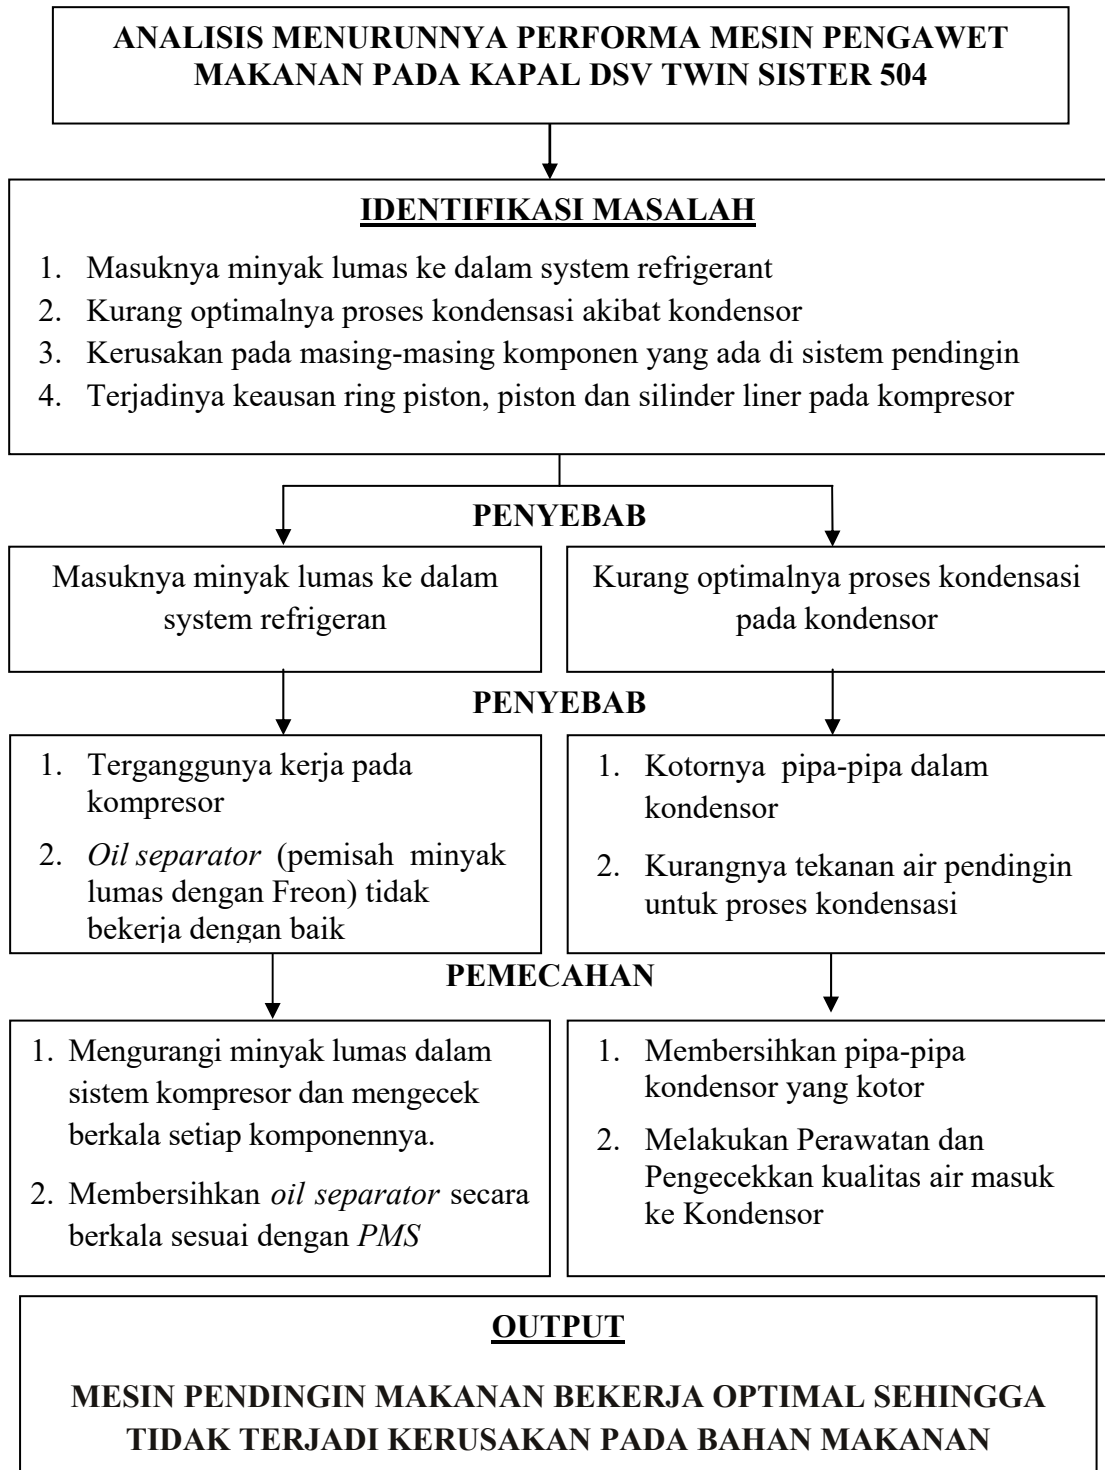 ANALISIS MENURUNNYA PERFORMA MESIN PENGAWET
MAKANAN PADA KAPAL DSV TWIN SISTER 504
IDENTIFIKASI MASALAH
1. Masuknya minyak lumas ke dalam system refrigerant
2. Kurang optimalnya proses kondensasi akibat kondensor
3. Kerusakan pada masing-masing komponen yang ada di sistem pendingin
4. Terjadinya keausan ring piston, piston dan silinder liner pada kompresor
PENYEBAB
Masuknya minyak lumas ke dalam
system refrigeran
Kurang optimalnya proses kondensasi
pada kondensor
PENYEBAB
1. Terganggunya kerja pada
kompresor
2. Oil separator (pemisah minyak
lumas dengan Freon) tidak
bekerja dengan baik
1. Kotornya pipa-pipa dalam
kondensor
2. Kurangnya tekanan air pendingin
untuk proses kondensasi
PEMECAHAN
1. Mengurangi minyak lumas dalam
sistem kompresor dan mengecek
berkala setiap komponennya.
2. Membersihkan oil separator secara
berkala sesuai dengan PMS
1. Membersihkan pipa-pipa
kondensor yang kotor
2. Melakukan Perawatan dan
Pengecekkan kualitas air masuk
ke Kondensor
OUTPUT
MESIN PENDINGIN MAKANAN BEKERJA OPTIMAL SEHINGGA
TIDAK TERJADI KERUSAKAN PADA BAHAN MAKANAN